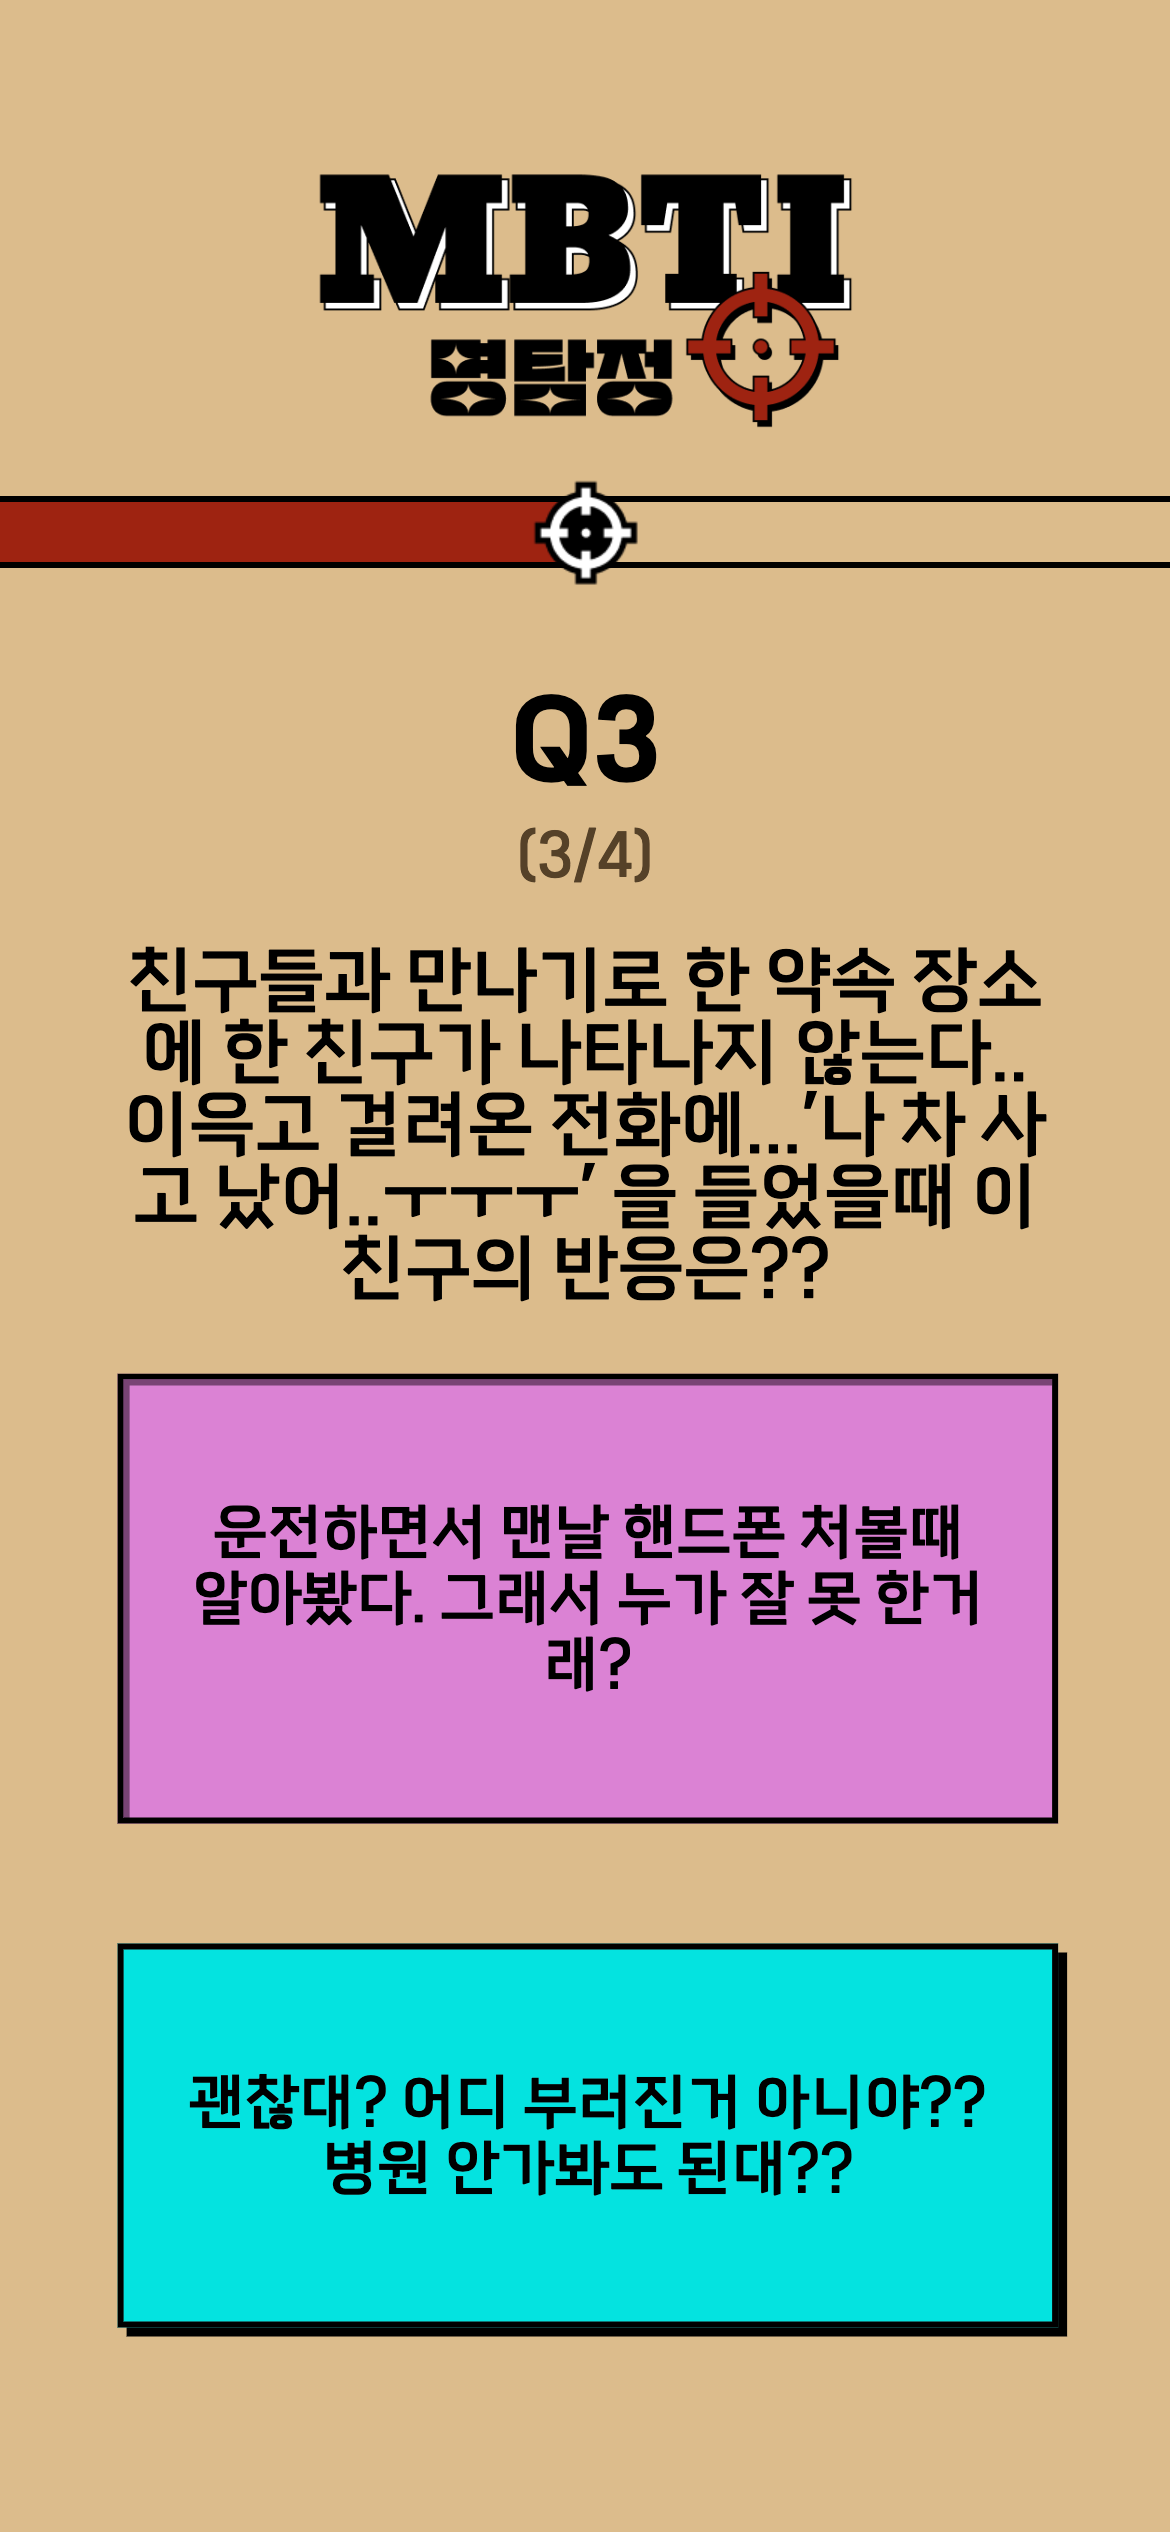 MBTI
명탐정
Q3
(3/4)
친구들과 만나기로 한 약속 장소
에 한 친구가 나타나지 않는다..
이윽고 걸려온 전화에...'나 차 사
고 났어..ㅜㅜㅜ' 을 들었을때 이
친구의 반응은??
운전하면서 맨날 핸드폰 처볼때
알아봤다. 그래서 누가 잘 못 한거
래?
괜찮대? 어디 부러진거 아니야??
병원 안가봐도 된대??